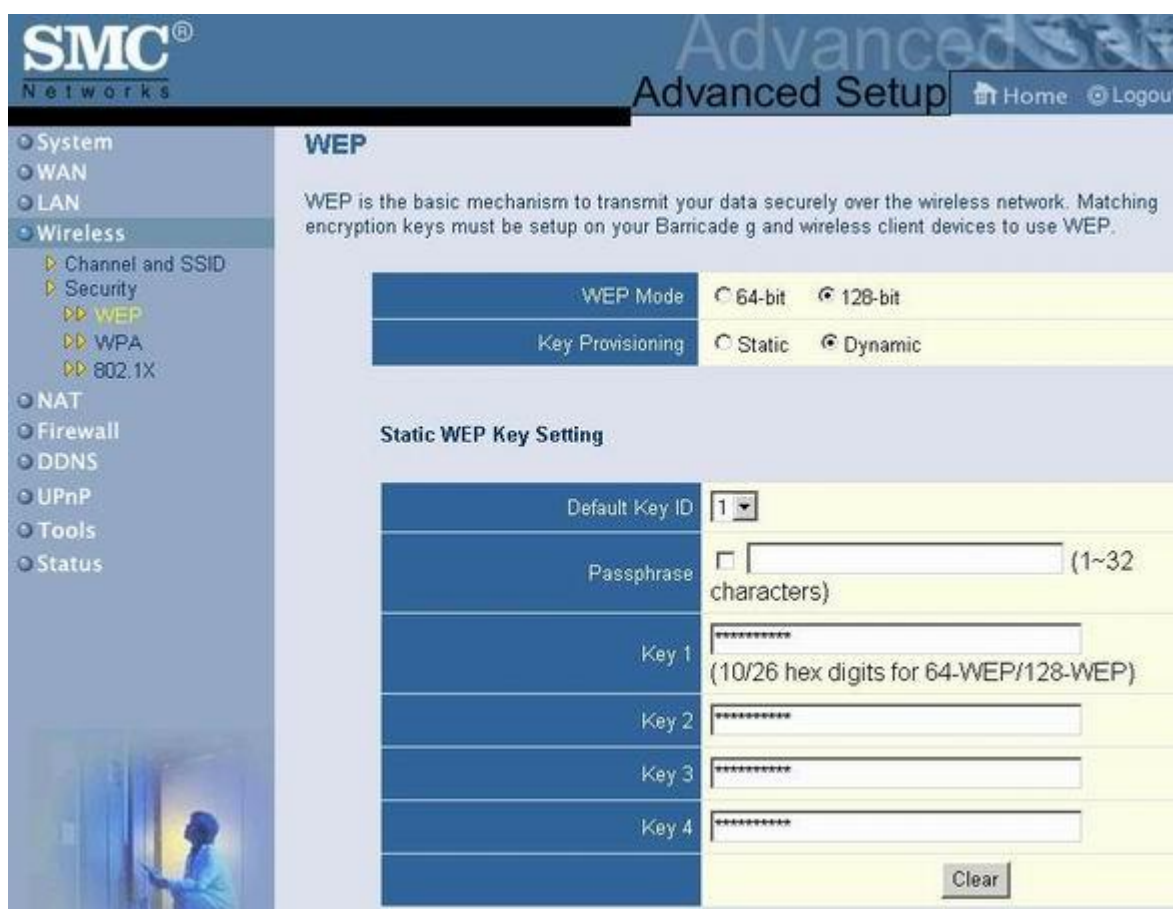 SMC®
Networks
Advanced Setup
Home Logout
System
WAN
LAN
Wireless
Channel and SSID
Security
WEP
WPA
802.1X
NAT
Firewall
DDNS
UPnP
Tools
Status
WEP
WEP is the basic mechanism to transmit your data securely over the wireless network. Matching
encryption keys must be setup on your Barricade g and wireless client devices to use WEP.
WEP Mode 64-bit 128-bit
Key Provisioning Static Dynamic
Static WEP Key Setting
Default Key ID 1
Passphrase (1~32
characters)
Key 1 **********
(10/26 hex digits for 64-WEP/128-WEP)
Key 2 **********
Key 3 **********
Key 4 **********
Clear